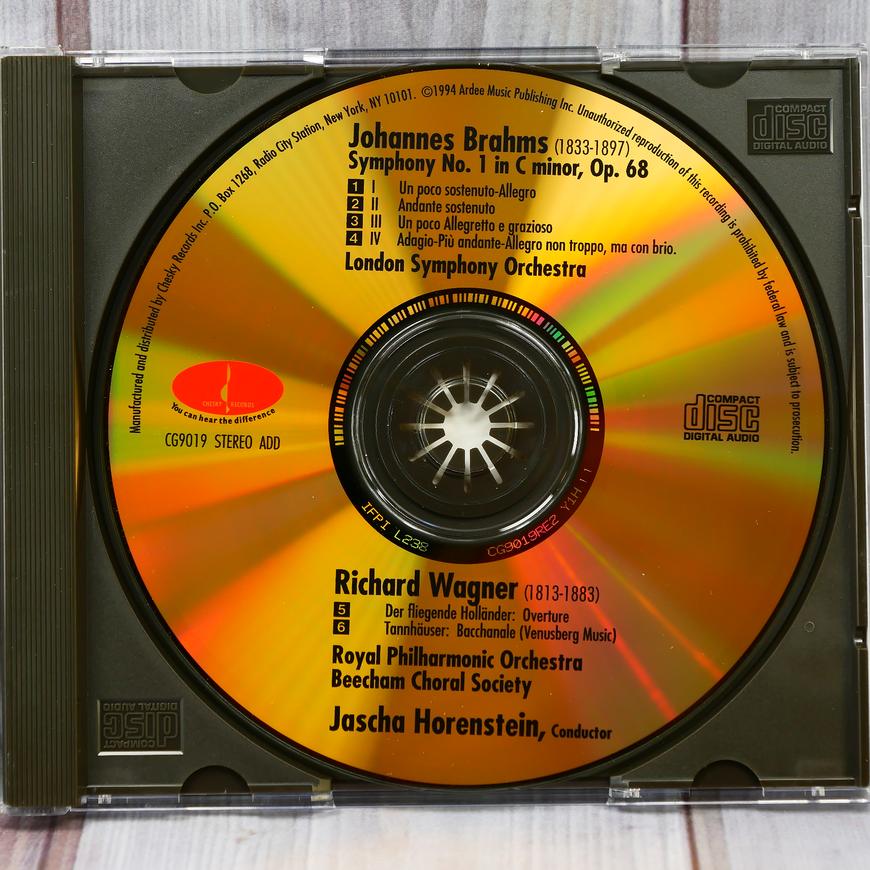 Manufactured and distributed by Chesky Records Inc. P.O. Box 1268, Radio City Station, New York, NY 10101. ©1994 Ardee Music Publishing Inc. Unauthorized reproduction of this recording is prohibited by federal law and is subject to prosecution.
COMPACT
disc
DIGITAL AUDIO
Johannes Brahms (1833-1897)
Symphony No. 1 in C minor, Op. 68
1 I Un poco sostenuto-Allegro
2 II Andante sostenuto
3 III Un poco Allegretto e grazioso
4 IV Adagio-Più andante-Allegro non troppo, ma con brio.
London Symphony Orchestra
CHESKY RECORDS
You can hear the difference
CG9019 STEREO ADD
COMPACT
disc
DIGITAL AUDIO
IFPI L238
CG9019RE2 Y1H11
Richard Wagner (1813-1883)
5 Der fliegende Holländer: Overture
6 Tannhäuser: Bacchanale (Venusberg Music)
Royal Philharmonic Orchestra
Beecham Choral Society
Jascha Horenstein, Conductor
COMPACT
disc
DIGITAL AUDIO